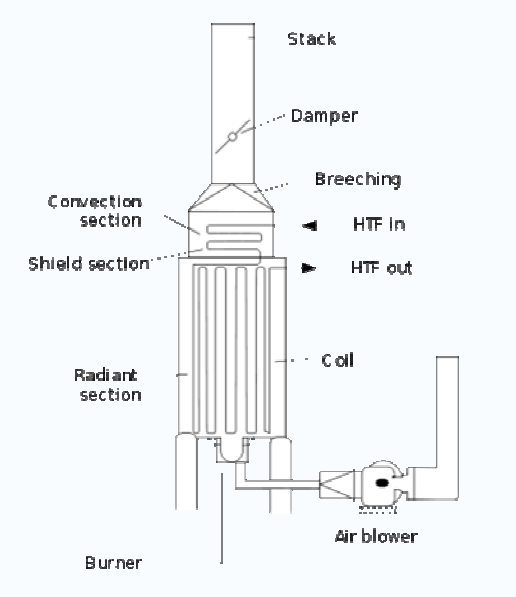 Stack
Damper
Breeching
Convection
section
HTF in
Shield section
HTF out
Coil
Radiant
section
Air blower
Burner